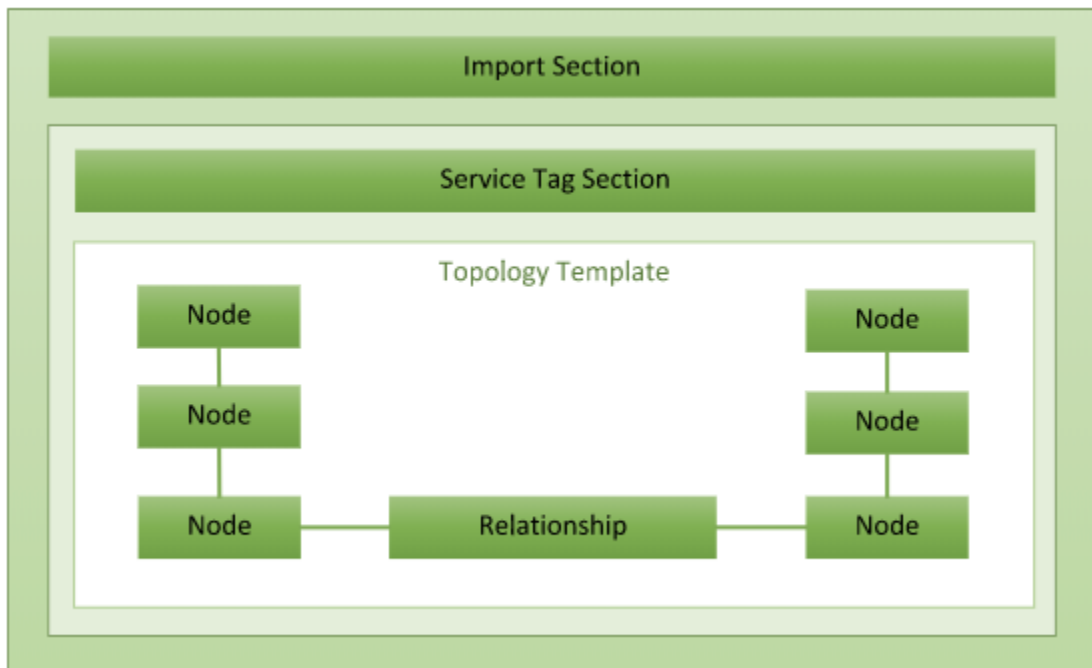 Import Section
Service Tag Section
Topology Template
Node
Node
Node
Node
Node
Relationship
Node